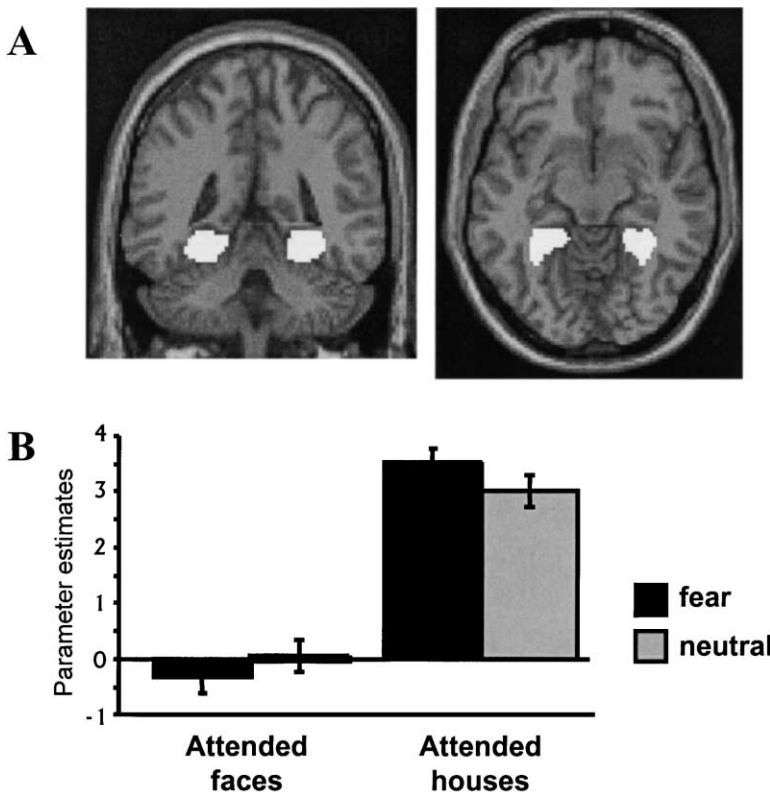 A
B
4
3
2
1
0
-1
Parameter estimates
fear
neutral
Attended
faces
Attended
houses